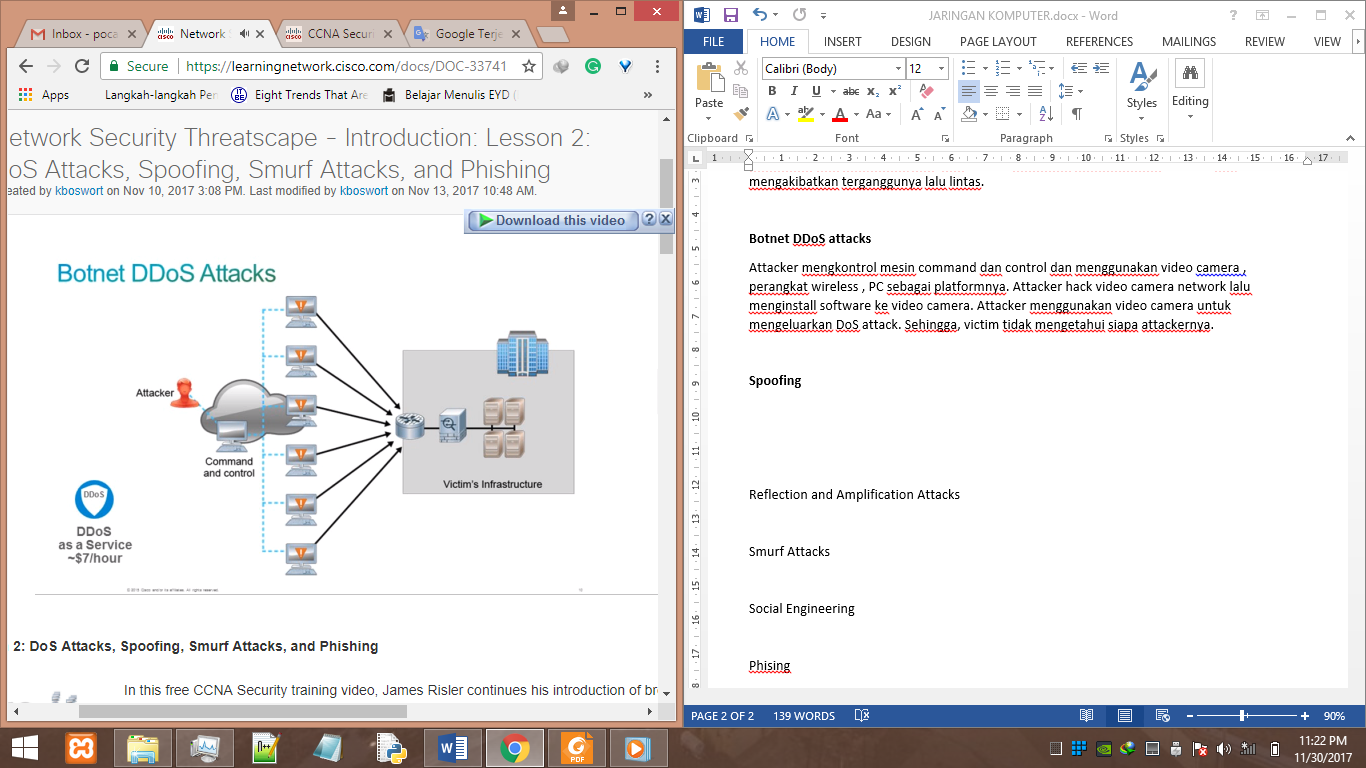 Inbox - poca
Network S
CCNA Securi
Google Terje
Secure
https://learningnetwork.cisco.com/docs/DOC-33741
Apps
Langkah-langkah Per
Eight Trends That Are
Belajar Menulis EYD (
»
etwork Security Threatscape - Introduction: Lesson 2:
oS Attacks, Spoofing, Smurf Attacks, and Phishing
eated by kboswort on Nov 10, 2017 3:08 PM. Last modified by kboswort on Nov 13, 2017 10:48 AM.
Download this video
Botnet DDoS Attacks
Attacker
Command
and control
Victim's Infrastructure
DDoS
DDoS
as a Service
~$7/hour
2: DoS Attacks, Spoofing, Smurf Attacks, and Phishing
In this free CCNA Security training video, James Risler continues his introduction of br
JARINGAN KOMPUTER.docx - Word
FILE
HOME
INSERT
DESIGN
PAGE LAYOUT
REFERENCES
MAILINGS
REVIEW
VIEW
Paste
Calibri (Body)
12
Styles
Editing
Clipboard
Font
Paragraph
Styles
mengakibatkan terganggunya lalu lintas.
Botnet DDoS attacks
Attacker mengkontrol mesin command dan control dan menggunakan video camera ,
perangkat wireless , PC sebagai platformnya. Attacker hack video camera network lalu
menginstall software ke video camera. Attacker menggunakan video camera untuk
mengeluarkan DoS attack. Sehingga, victim tidak mengetahui siapa attackernya.
Spoofing
Reflection and Amplification Attacks
Smurf Attacks
Social Engineering
Phising
PAGE 2 OF 2
139 WORDS
90%
11:22 PM
11/30/2017